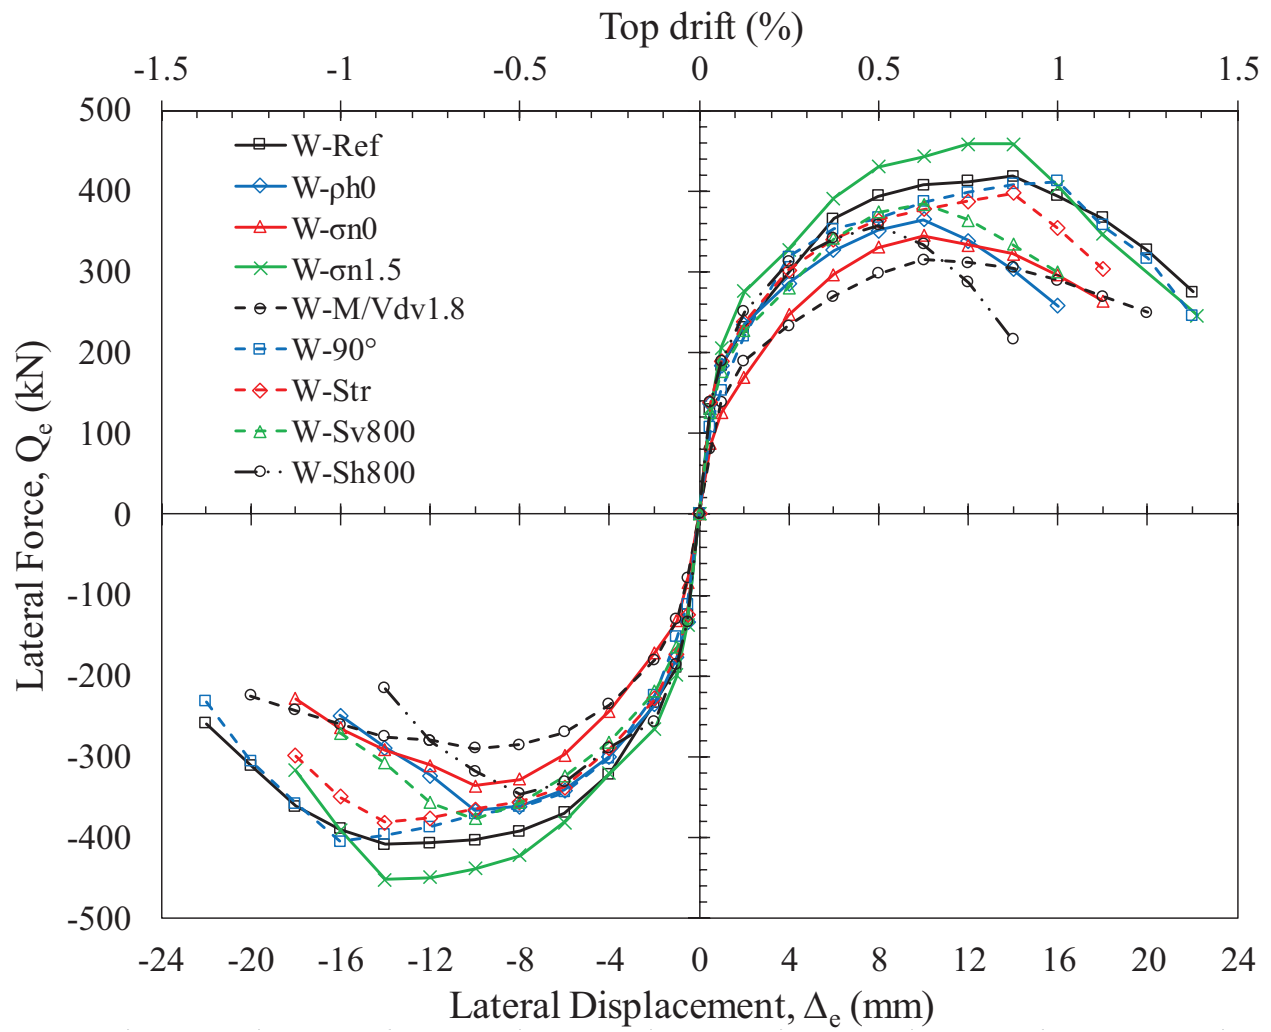 Top drift (%)
-1.5 -1 -0.5 0 0.5 1 1.5
500
400
300
200
100
0
-100
-200
-300
-400
-500
Lateral Force, Qe (kN)
W-Ref
W-ρh0
W-σn0
W-σn1.5
W-M/Vdv1.8
W-90°
W-Str
W-Sv800
W-Sh800
-24 -20 -16 -12 -8 -4 0 4 8 12 16 20 24
Lateral Displacement, Δe (mm)